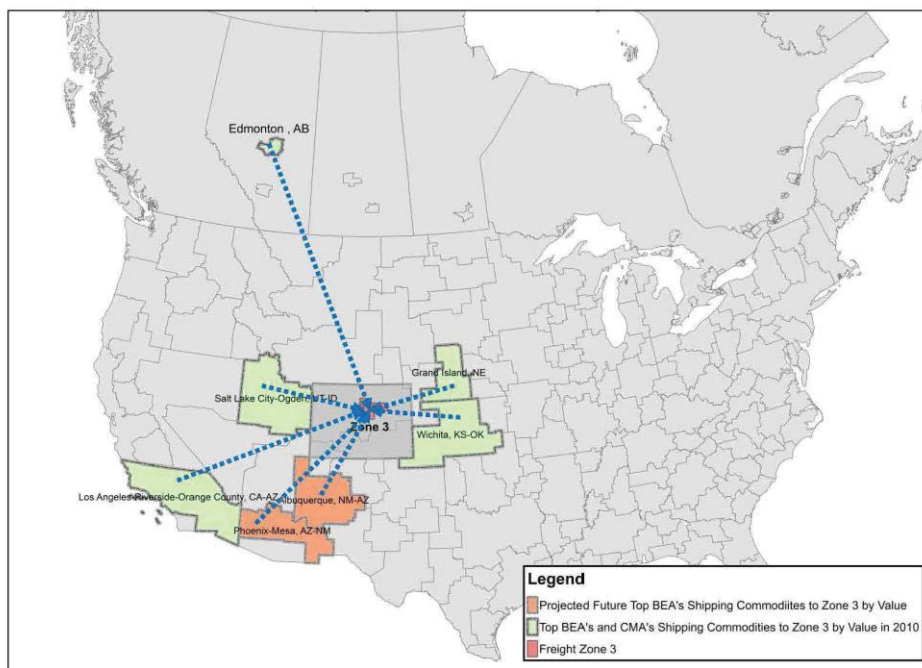 Edmonton , AB
Grand Island, NE
Salt Lake City-Ogden, UT-ID
Zone 3
Wichita, KS-OK
Los Angeles-Riverside-Orange County, CA-AZ
Albuquerque, NM-AZ
Phoenix-Mesa, AZ-NM
Legend
Projected Future Top BEA's Shipping Commodiites to Zone 3 by Value
Top BEA's and CMA's Shipping Commodities to Zone 3 by Value in 2010
Freight Zone 3